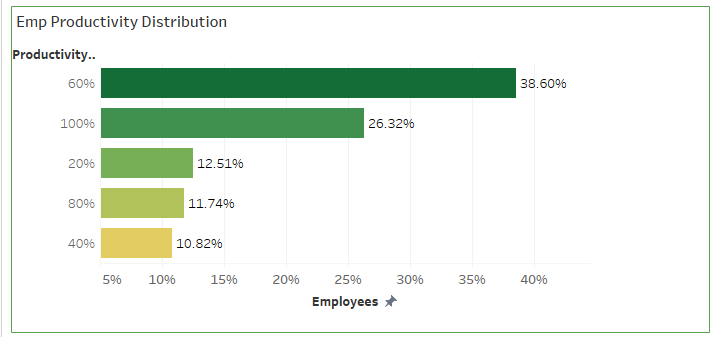 Emp Productivity Distribution
Productivity..
60% 38.60%
100% 26.32%
20% 12.51%
80% 11.74%
40% 10.82%
5% 10% 15% 20% 25% 30% 35% 40%
Employees